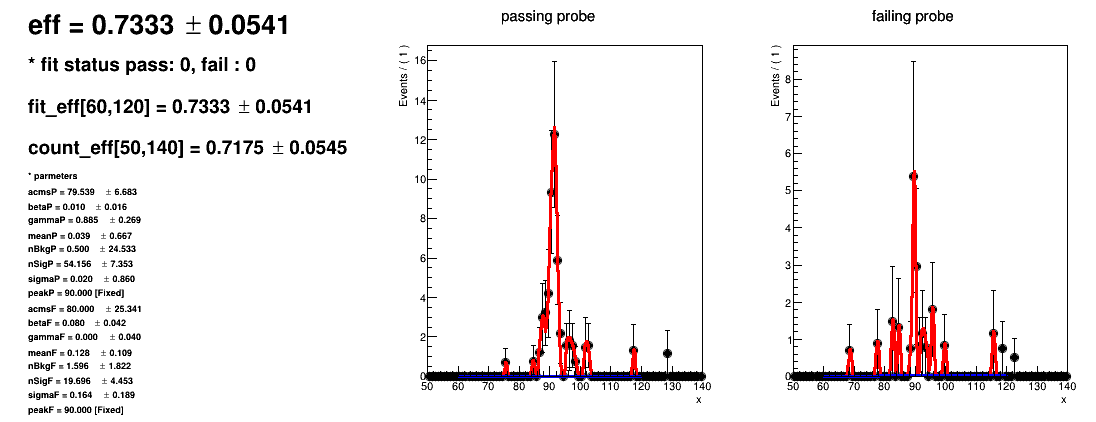 eff = 0.7333 ± 0.0541
* fit status pass: 0, fail : 0
fit_eff[60,120] = 0.7333 ± 0.0541
count_eff[50,140] = 0.7175 ± 0.0545
* parmeters
acmsP = 79.539 ± 6.683
betaP = 0.010 ± 0.016
gammaP = 0.885 ± 0.269
meanP = 0.039 ± 0.667
nBkgP = 0.500 ± 24.533
nSigP = 54.156 ± 7.353
sigmaP = 0.020 ± 0.860
peakP = 90.000 [Fixed]
acmsF = 80.000 ± 25.341
betaF = 0.080 ± 0.042
gammaF = 0.000 ± 0.040
meanF = 0.128 ± 0.109
nBkgF = 1.596 ± 1.822
nSigF = 19.696 ± 4.453
sigmaF = 0.164 ± 0.189
peakF = 90.000 [Fixed]
passing probe
Events / ( 1 )
16
14
12
10
8
6
4
2
0
50 60 70 80 90 100 110 120 130 140
x
failing probe
Events / ( 1 )
8
7
6
5
4
3
2
1
0
50 60 70 80 90 100 110 120 130 140
x